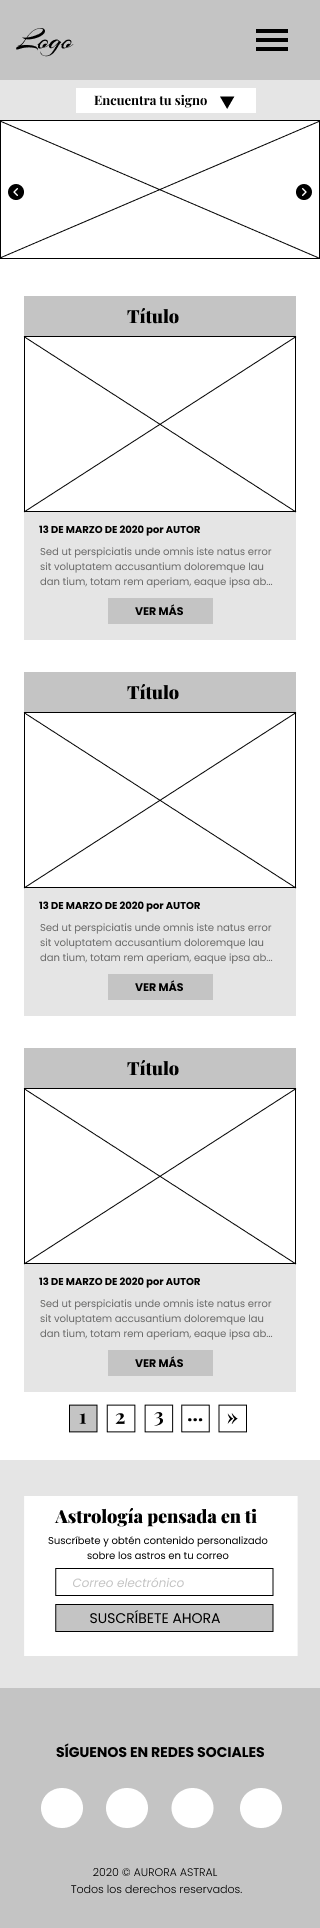 Logo
Encuentra tu signo
Título
13 DE MARZO DE 2020 por AUTOR
Sed ut perspiciatis unde omnis iste natus error
sit voluptatem accusantium doloremque lau
dan tium, totam rem aperiam, eaque ipsa ab...
VER MÁS
Título
13 DE MARZO DE 2020 por AUTOR
Sed ut perspiciatis unde omnis iste natus error
sit voluptatem accusantium doloremque lau
dan tium, totam rem aperiam, eaque ipsa ab...
VER MÁS
Título
13 DE MARZO DE 2020 por AUTOR
Sed ut perspiciatis unde omnis iste natus error
sit voluptatem accusantium doloremque lau
dan tium, totam rem aperiam, eaque ipsa ab...
VER MÁS
1 2 3 ... »
Astrología pensada en ti
Suscríbete y obtén contenido personalizado
sobre los astros en tu correo
Correo electrónico
SUSCRÍBETE AHORA
SÍGUENOS EN REDES SOCIALES
2020 © AURORA ASTRAL
Todos los derechos reservados.